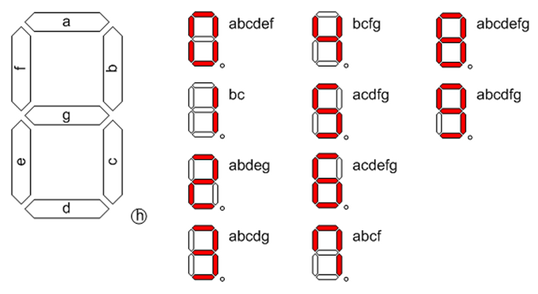 a
f
b
g
e
c
d
h
abcdef
bc
abdeg
abcdg
bcfg
acdfg
acdefg
abcf
abcdefg
abcdfg